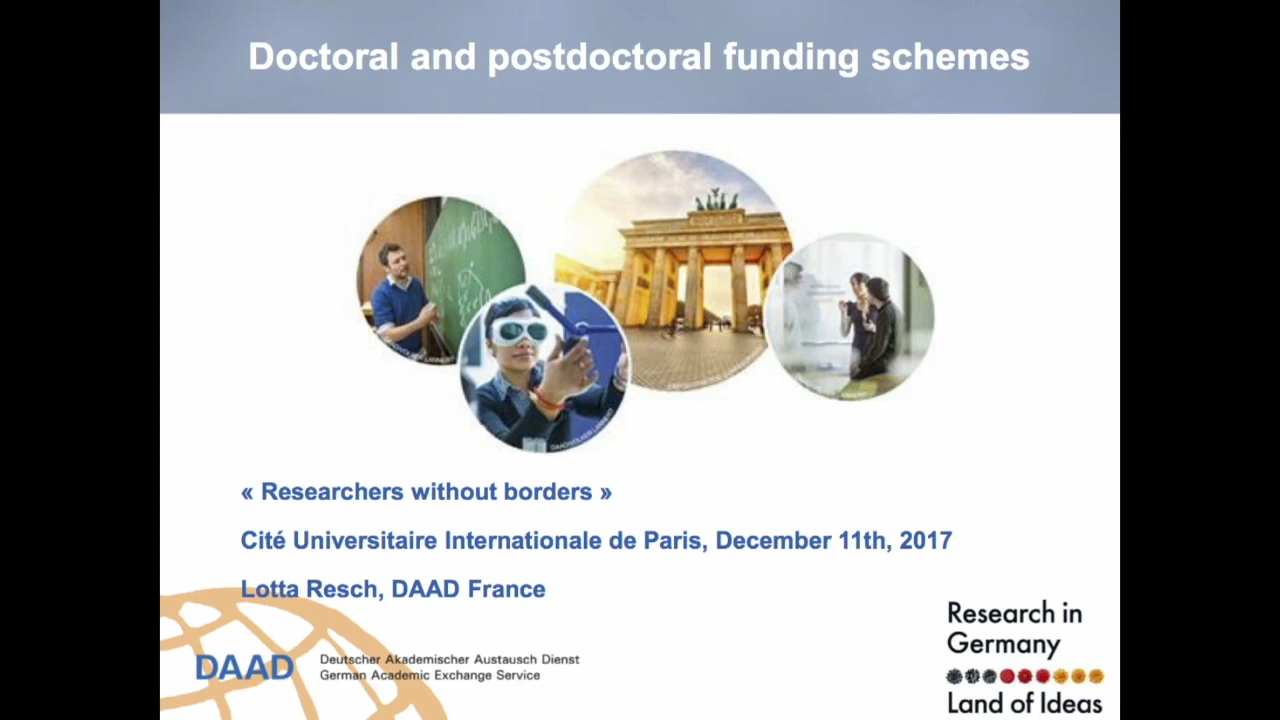 Doctoral and postdoctoral funding schemes
« Researchers without borders »
Cité Universitaire Internationale de Paris, December 11th, 2017
Lotta Resch, DAAD France
DAAD
Deutscher Akademischer Austausch Dienst
German Academic Exchange Service
Research in
Germany
Land of Ideas